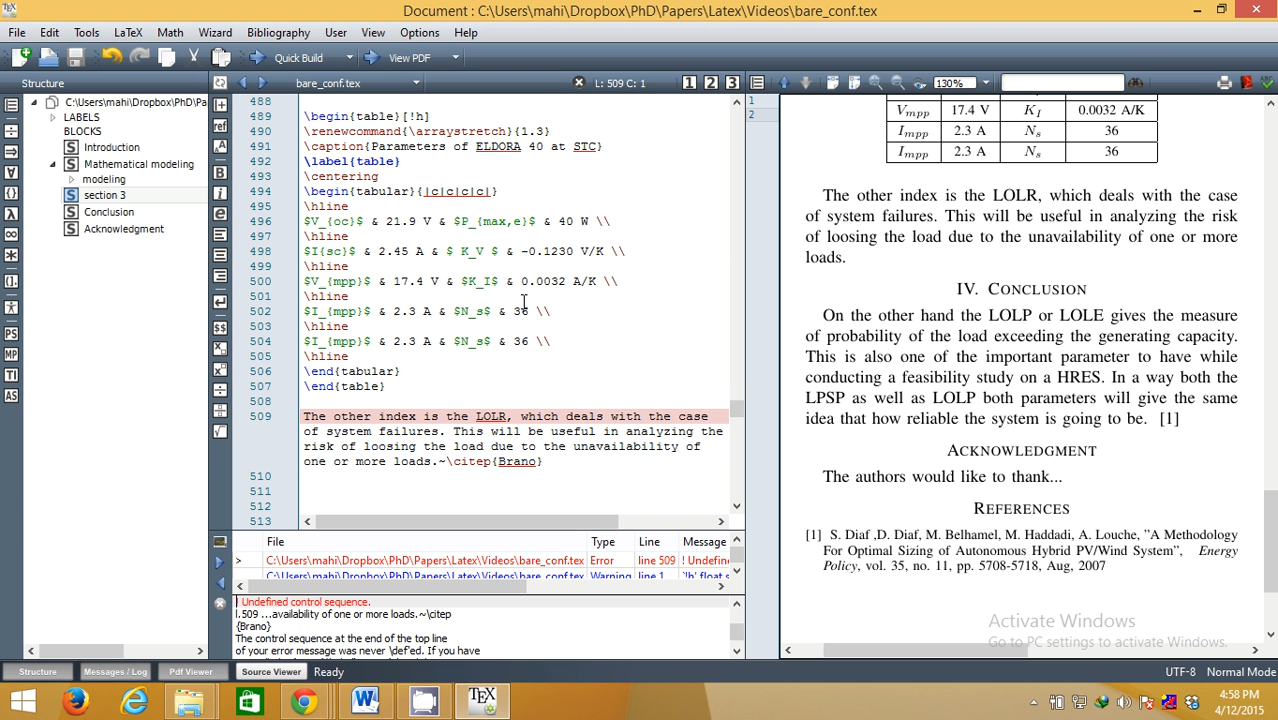 Document : C:\Users\mahi\Dropbox\PhD\Papers\Latex\Videos\bare_conf.tex
File Edit Tools LaTeX Math Wizard Bibliography User View Options Help
Quick Build View PDF
Structure bare_conf.tex L: 509 C: 1 1 2 3 130%
C:\Users\mahi\Dropbox\PhD\Pa
LABELS
BLOCKS
Introduction
Mathematical modeling
modeling
section 3
Conclusion
Acknowledgment
488
489 \begin{table}[!h]
490 \renewcommand{\arraystretch}{1.3}
491 \caption{Parameters of ELDORA 40 at STC}
492 \label{table}
493 \centering
494 \begin{tabular}{|c|c|c|c|}
495 \hline
496 $V_{oc}$ & 21.9 V & $P_{max,e}$ & 40 W \\
497 \hline
498 $I{sc}$ & 2.45 A & $ K_V $ & -0.1230 V/K \\
499 \hline
500 $V_{mpp}$ & 17.4 V & $K_I$ & 0.0032 A/K \\
501 \hline
502 $I_{mpp}$ & 2.3 A & $N_s$ & 36 \\
503 \hline
504 $I_{mpp}$ & 2.3 A & $N_s$ & 36 \\
505 \hline
506 \end{tabular}
507 \end{table}
508
509 The other index is the LOLR, which deals with the case
of system failures. This will be useful in analyzing the
risk of loosing the load due to the unavailability of
one or more loads.~\citep{Brano}
510
511
512
513
File Type Line Message
> C:\Users\mahi\Dropbox\PhD\Papers\Latex\Videos\bare_conf.tex Error line 509 ! Undefin
C:\Users\mahi\Dropbox\PhD\Papers\Latex\Videos\bare_conf.tex Warning line 1 `!h' float s
! Undefined control sequence.
l.509 ...availability of one or more loads.~\citep
{Brano}
The control sequence at the end of the top line
of your error message was never \def'ed. If you have
1
2
Vmpp 17.4 V KI 0.0032 A/K
Impp 2.3 A Ns 36
Impp 2.3 A Ns 36
The other index is the LOLR, which deals with the case
of system failures. This will be useful in analyzing the risk
of loosing the load due to the unavailability of one or more
loads.
IV. CONCLUSION
On the other hand the LOLP or LOLE gives the measure
of probability of the load exceeding the generating capacity.
This is also one of the important parameter to have while
conducting a feasibility study on a HRES. In a way both the
LPSP as well as LOLP both parameters will give the same
idea that how reliable the system is going to be. [1]
ACKNOWLEDGMENT
The authors would like to thank...
REFERENCES
[1] S. Diaf ,D. Diaf, M. Belhamel, M. Haddadi, A. Louche, "A Methodology
For Optimal Sizing of Autonomous Hybrid PV/Wind System", Energy
Policy, vol. 35, no. 11, pp. 5708-5718, Aug, 2007
Activate Windows
Go to PC settings to activate Windows.
Structure Messages / Log Pdf Viewer Source Viewer Ready UTF-8 Normal Mode
4:58 PM
4/12/2015